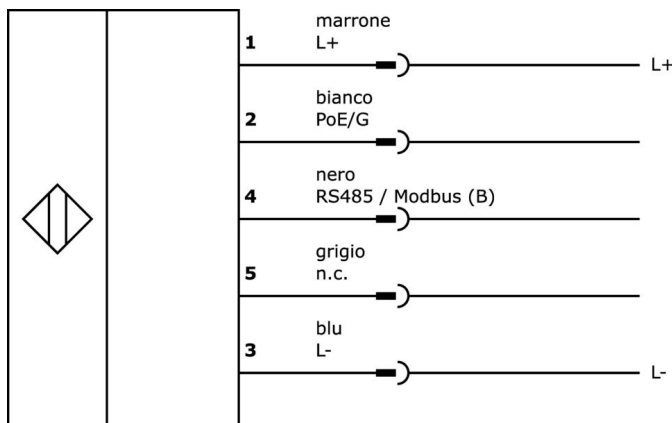 marrone
1
L+
L+
bianco
2
PoE/G
nero
4
RS485 / Modbus (B)
grigio
5
n.c.
blu
3
L-
L-